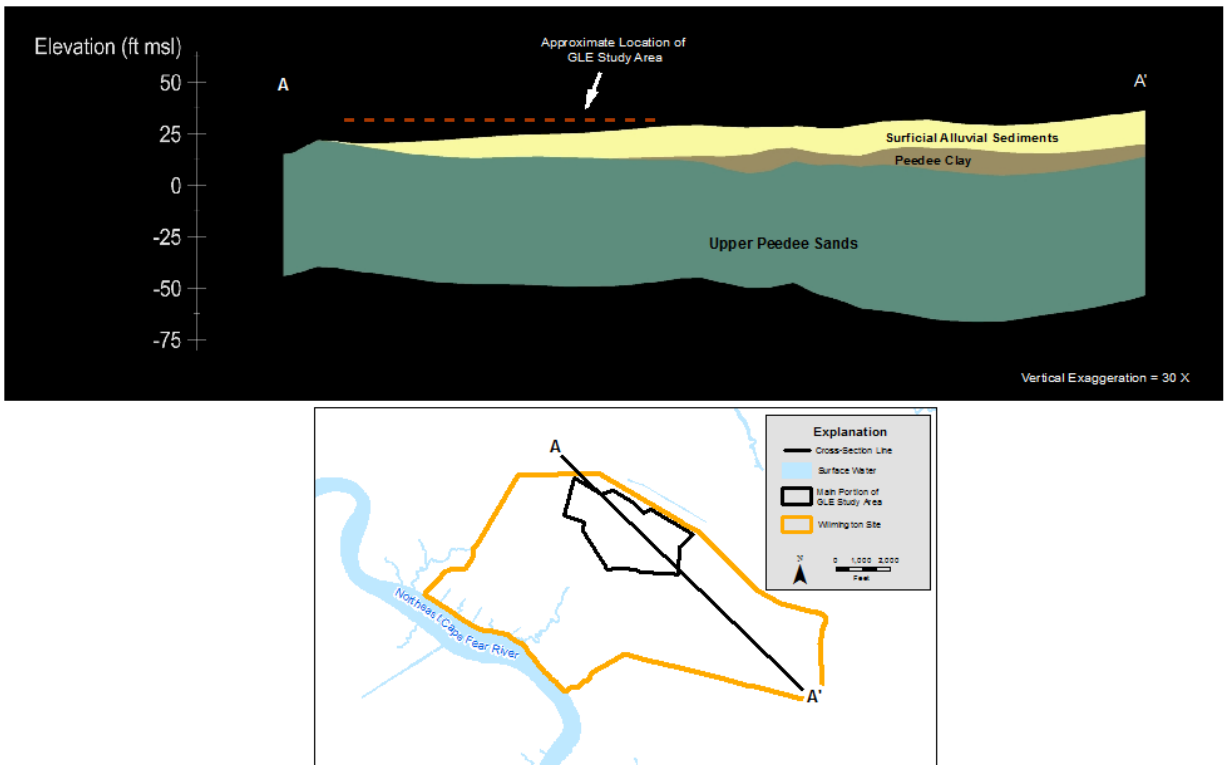 Elevation (ft msl)
Approximate Location of
GLE Study Area
A
A'
50
25
0
-25
-50
-75
Surficial Alluvial Sediments
Peedee Clay
Upper Peedee Sands
Vertical Exaggeration = 30 X
Explanation
Cross-Section Line
Surface Water
Main Portion of
GLE Study Area
Wilmington Site
N
0 1,000 2,000
Feet
A
Northeast Cape Fear River
A'